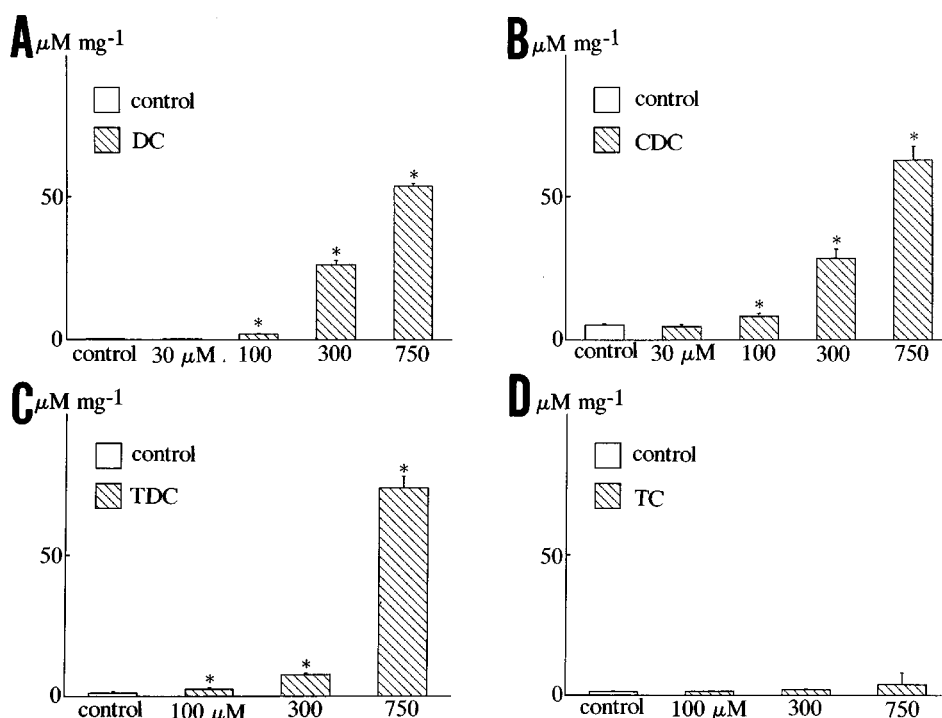 A μM mg-1
control
DC
*
*
*
50
0
control 30 μM . 100 300 750
B μM mg-1
control
CDC
*
*
*
50
0
control 30 μM 100 300 750
C μM mg-1
control
TDC
*
*
*
50
0
control 100 μM 300 750
D μM mg-1
control
TC
50
0
control 100 μM 300 750